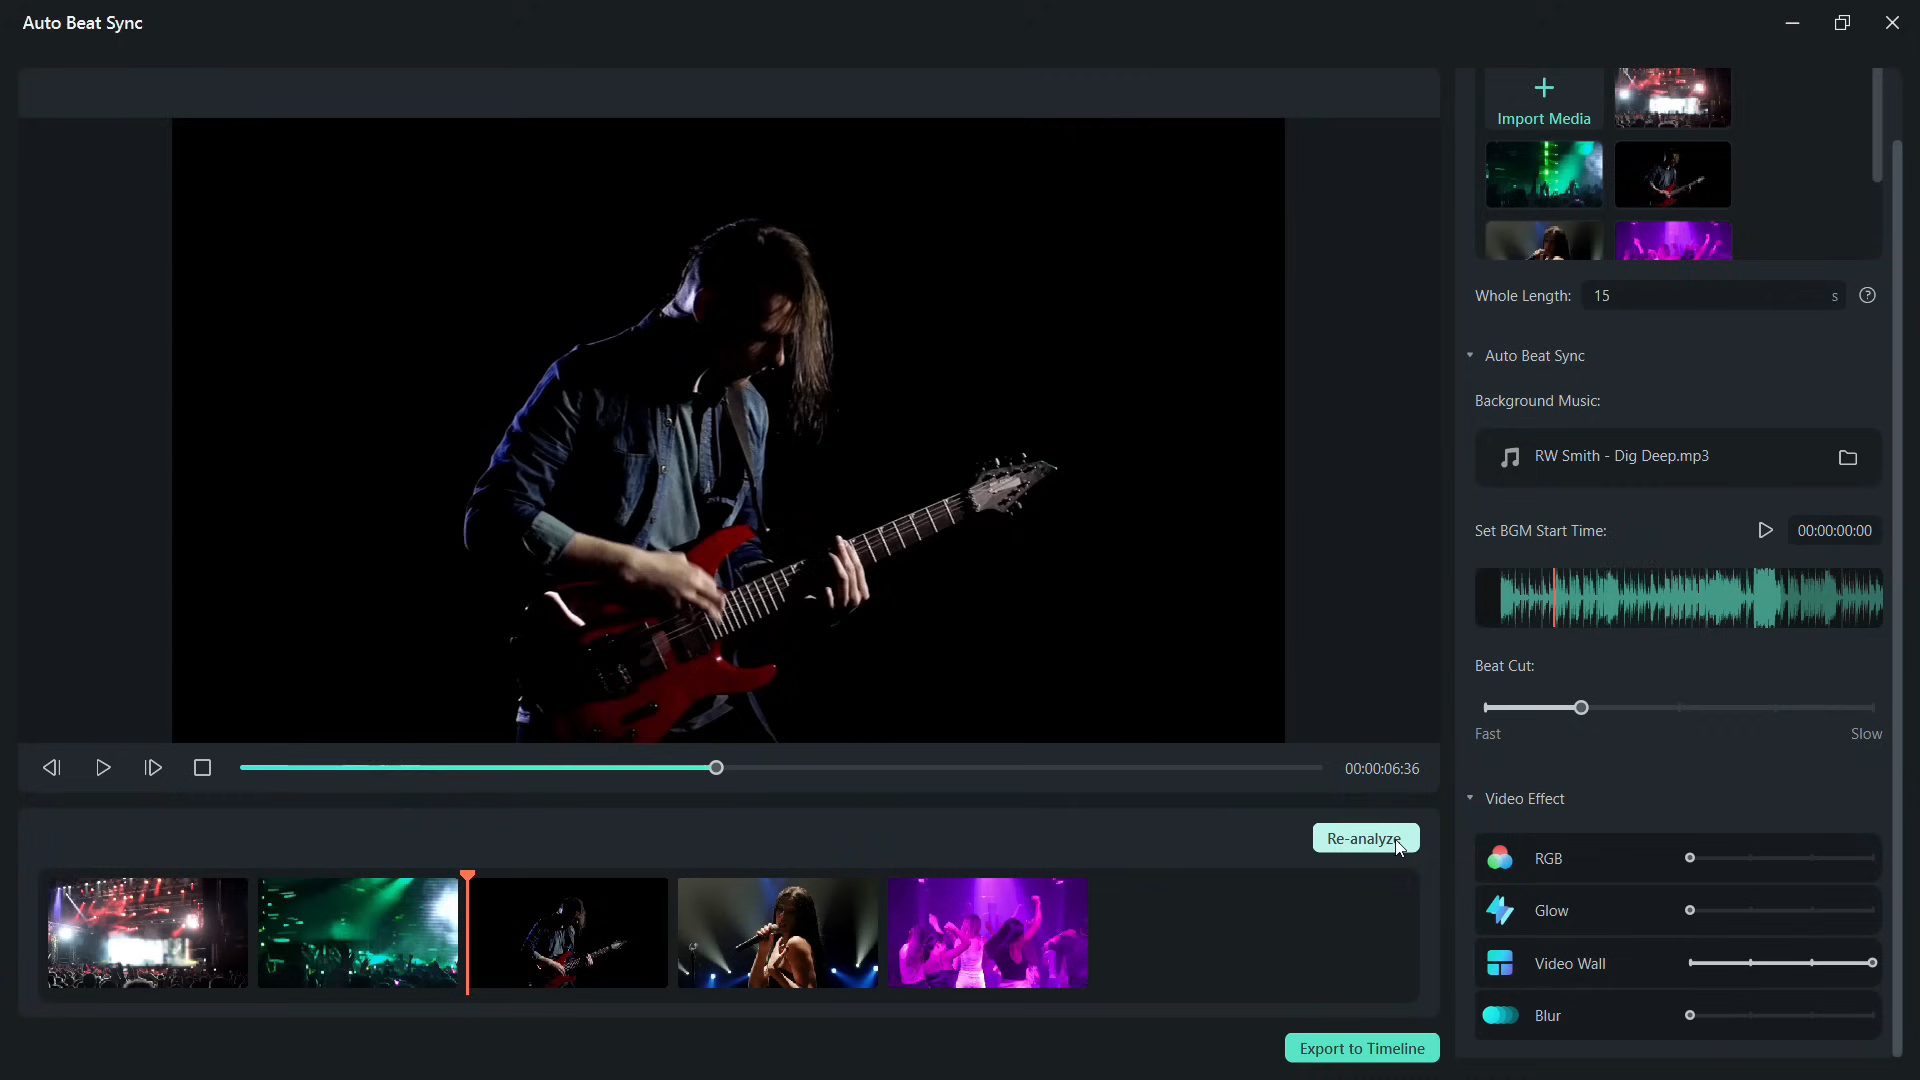 Auto Beat Sync
Import Media
Whole Length: 15 s
Auto Beat Sync
Background Music:
RW Smith - Dig Deep.mp3
Set BGM Start Time: 00:00:00:00
Beat Cut:
Fast Slow
00:00:06:36
Video Effect
Re-analyze
RGB
Glow
Video Wall
Blur
Export to Timeline